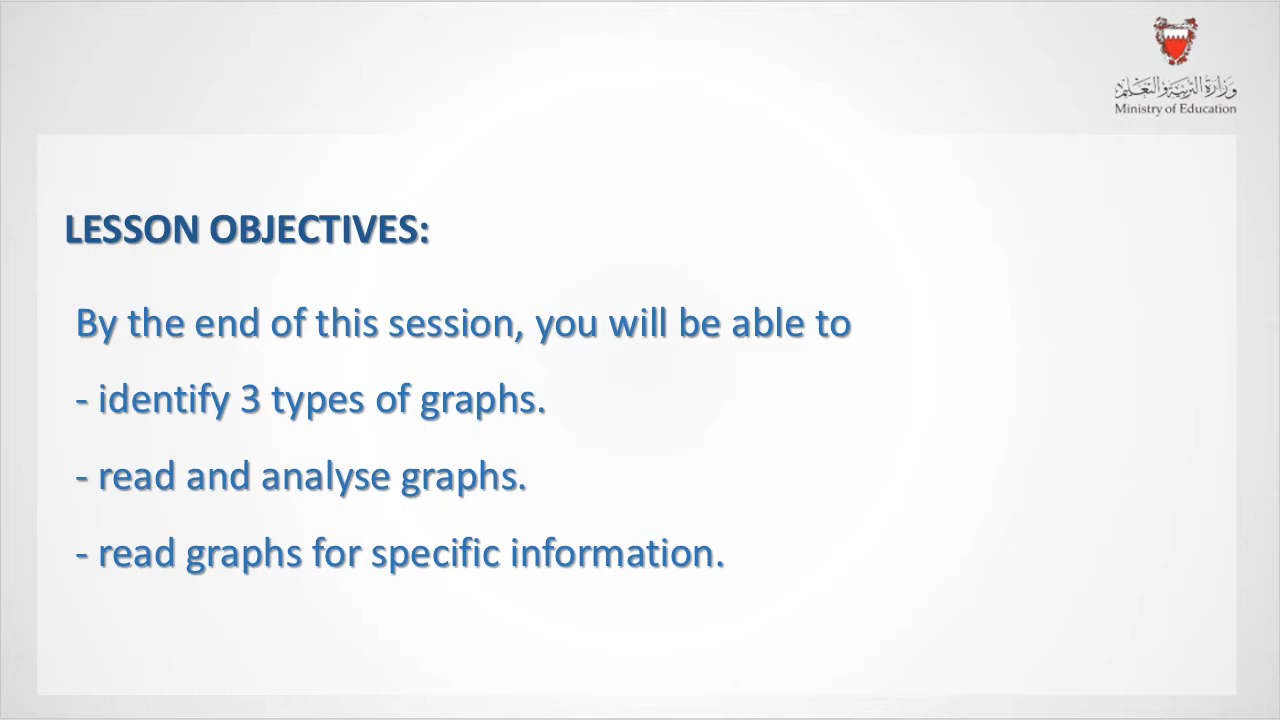 وزارة التربية والتعليم
Ministry of Education
LESSON OBJECTIVES:
By the end of this session, you will be able to
- identify 3 types of graphs.
- read and analyse graphs.
- read graphs for specific information.